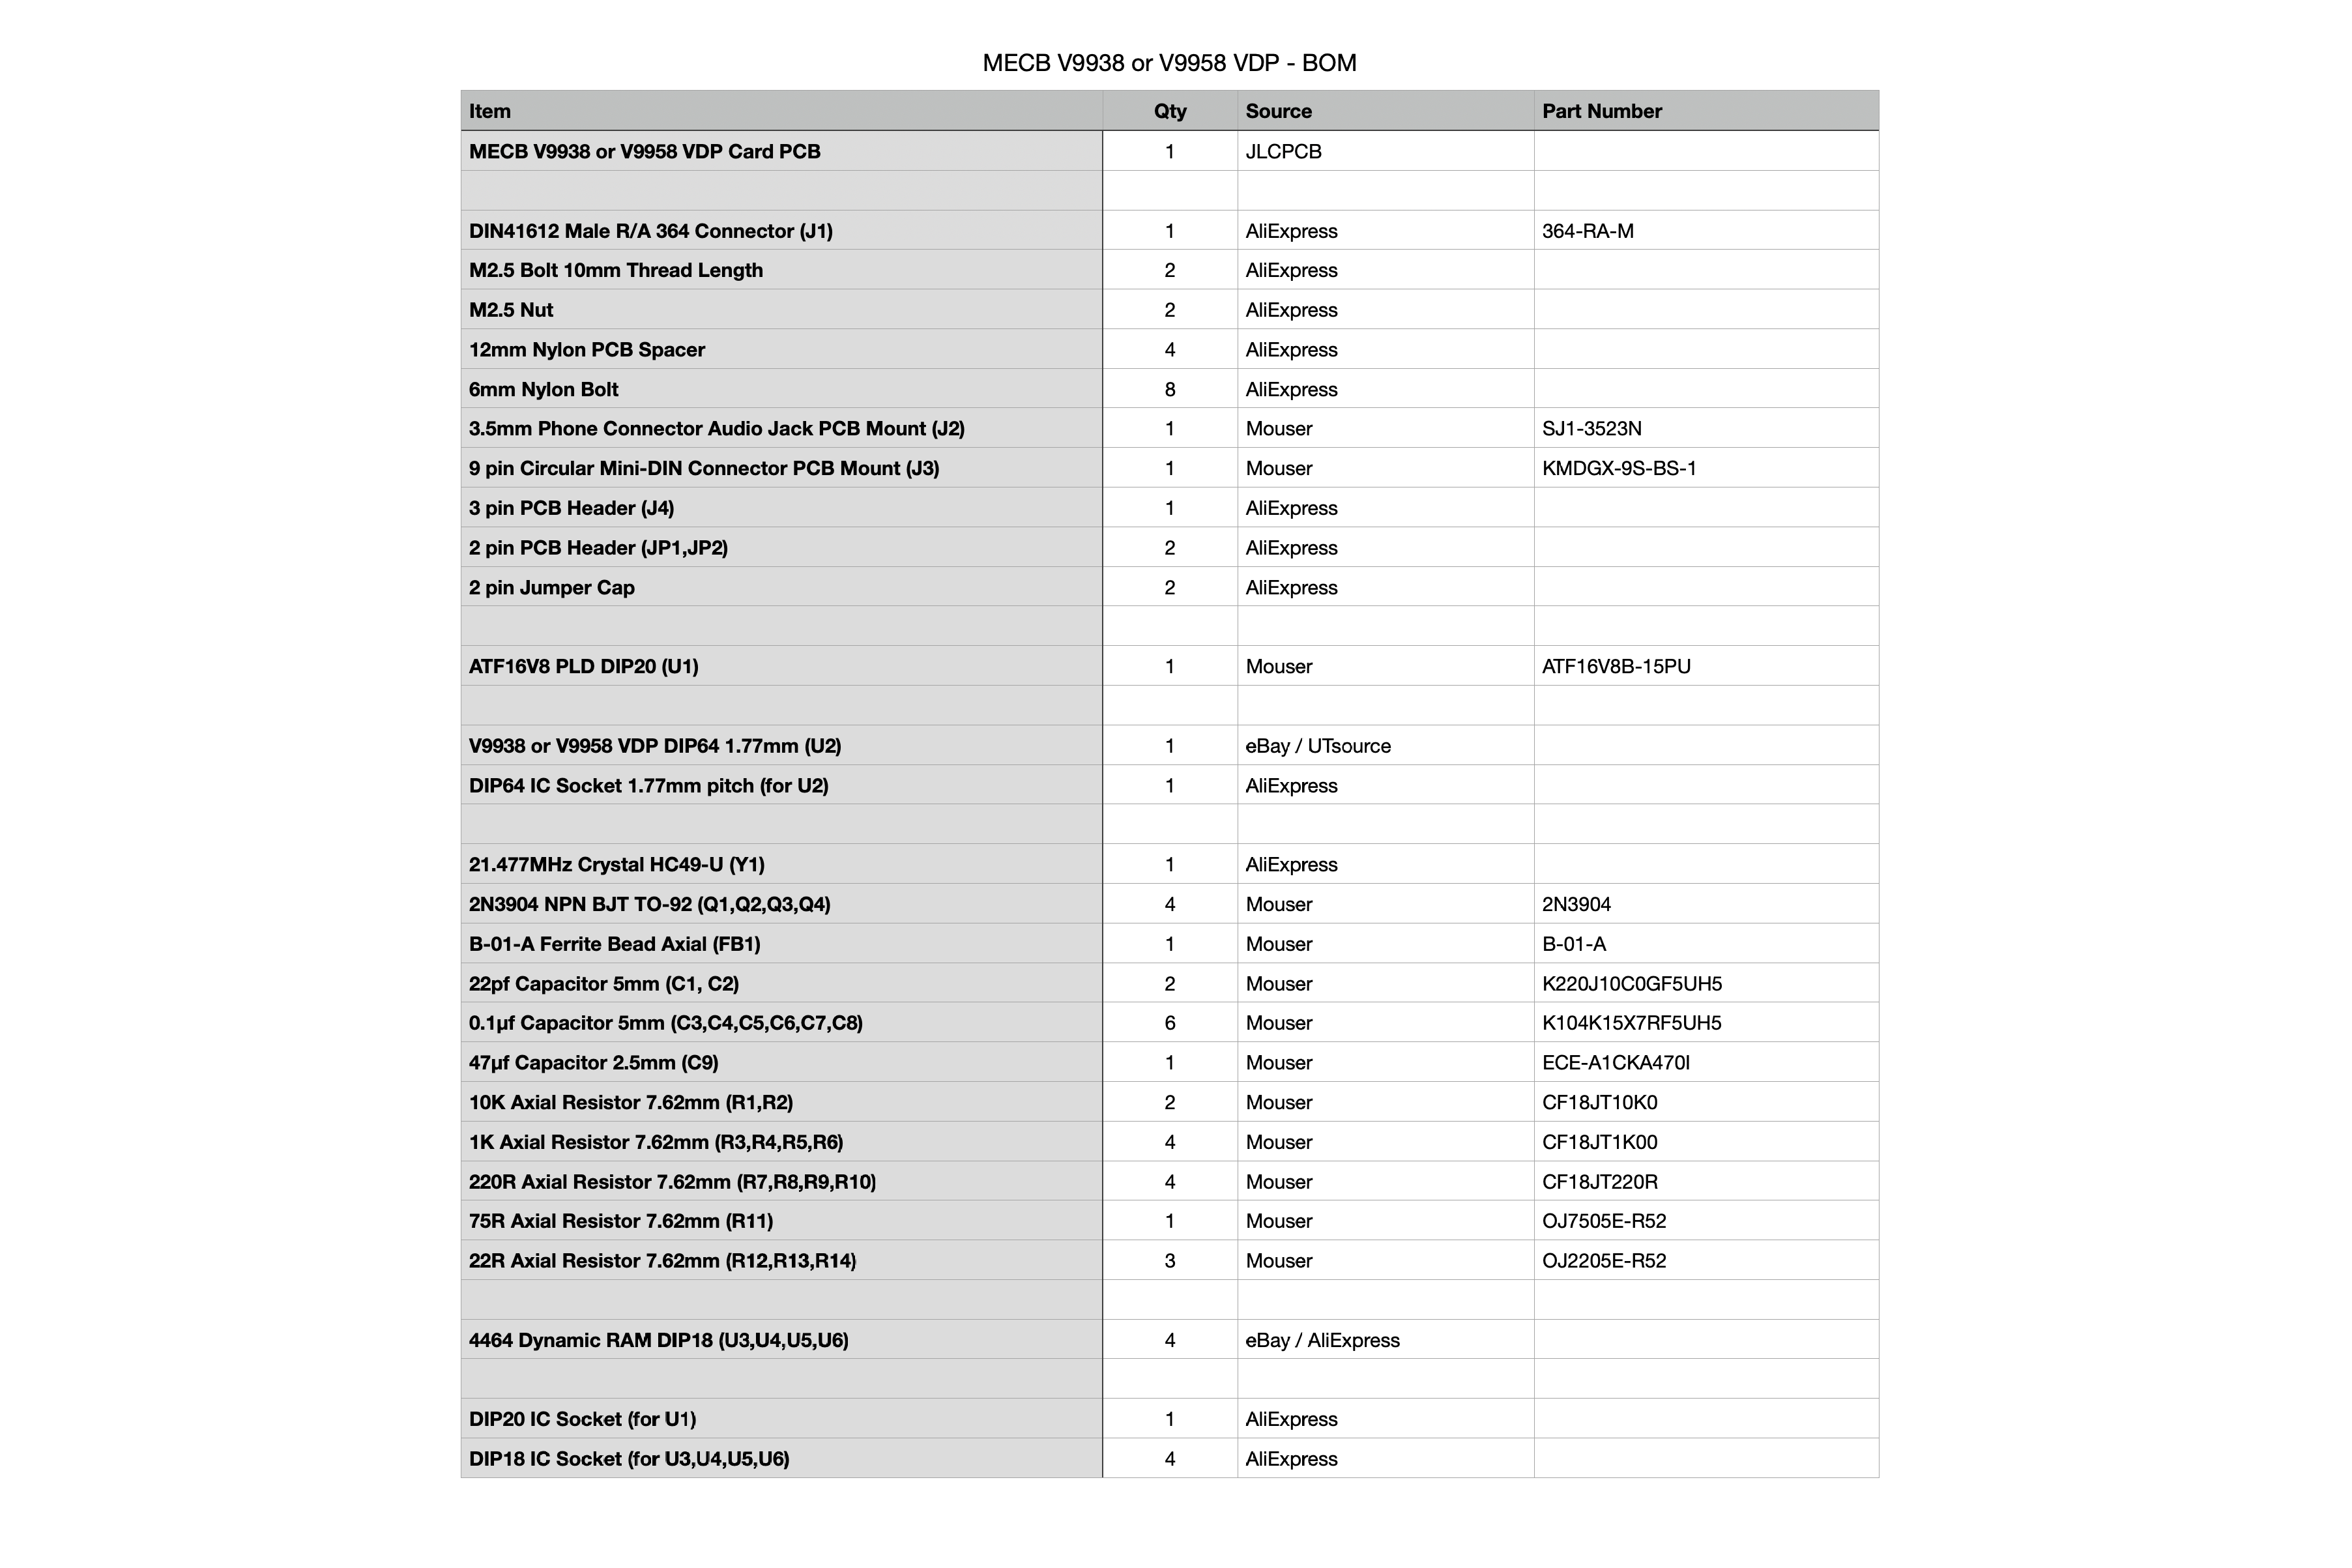 MECB V9938 or V9958 VDP - BOM
Item Qty Source Part Number
MECB V9938 or V9958 VDP Card PCB 1 JLCPCB
DIN41612 Male R/A 364 Connector (J1) 1 AliExpress 364-RA-M
M2.5 Bolt 10mm Thread Length 2 AliExpress
M2.5 Nut 2 AliExpress
12mm Nylon PCB Spacer 4 AliExpress
6mm Nylon Bolt 8 AliExpress
3.5mm Phone Connector Audio Jack PCB Mount (J2) 1 Mouser SJ1-3523N
9 pin Circular Mini-DIN Connector PCB Mount (J3) 1 Mouser KMDGX-9S-BS-1
3 pin PCB Header (J4) 1 AliExpress
2 pin PCB Header (JP1,JP2) 2 AliExpress
2 pin Jumper Cap 2 AliExpress
ATF16V8 PLD DIP20 (U1) 1 Mouser ATF16V8B-15PU
V9938 or V9958 VDP DIP64 1.77mm (U2) 1 eBay / UTsource
DIP64 IC Socket 1.77mm pitch (for U2) 1 AliExpress
21.477MHz Crystal HC49-U (Y1) 1 AliExpress
2N3904 NPN BJT TO-92 (Q1,Q2,Q3,Q4) 4 Mouser 2N3904
B-01-A Ferrite Bead Axial (FB1) 1 Mouser B-01-A
22pf Capacitor 5mm (C1, C2) 2 Mouser K220J10C0GF5UH5
0.1µf Capacitor 5mm (C3,C4,C5,C6,C7,C8) 6 Mouser K104K15X7RF5UH5
47µf Capacitor 2.5mm (C9) 1 Mouser ECE-A1CKA470I
10K Axial Resistor 7.62mm (R1,R2) 2 Mouser CF18JT10K0
1K Axial Resistor 7.62mm (R3,R4,R5,R6) 4 Mouser CF18JT1K00
220R Axial Resistor 7.62mm (R7,R8,R9,R10) 4 Mouser CF18JT220R
75R Axial Resistor 7.62mm (R11) 1 Mouser OJ7505E-R52
22R Axial Resistor 7.62mm (R12,R13,R14) 3 Mouser OJ2205E-R52
4464 Dynamic RAM DIP18 (U3,U4,U5,U6) 4 eBay / AliExpress
DIP20 IC Socket (for U1) 1 AliExpress
DIP18 IC Socket (for U3,U4,U5,U6) 4 AliExpress